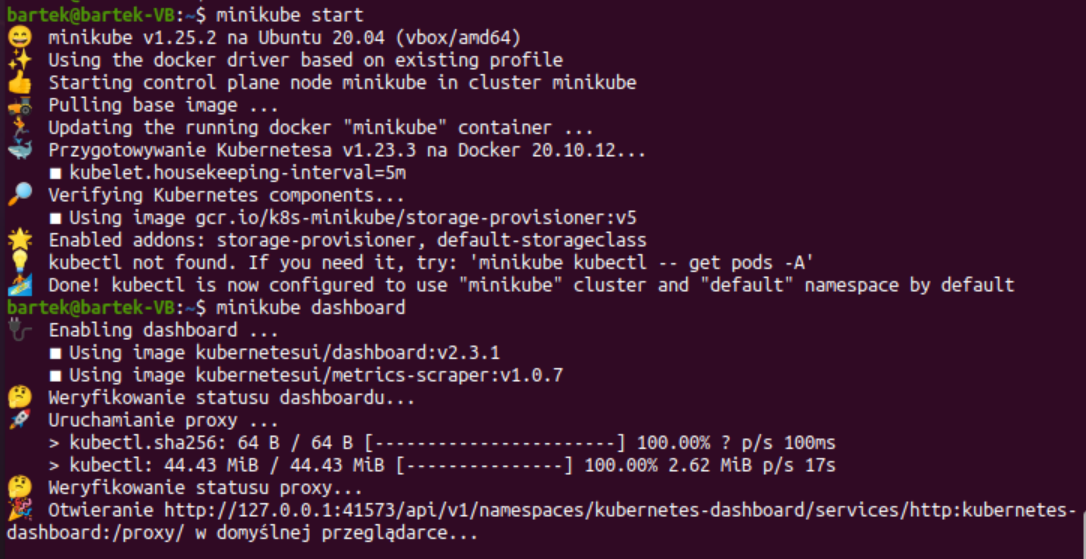 bartek@bartek-VB:~$ minikube start
😄 minikube v1.25.2 na Ubuntu 20.04 (vbox/amd64)
✨ Using the docker driver based on existing profile
👍 Starting control plane node minikube in cluster minikube
🚜 Pulling base image ...
🏃 Updating the running docker "minikube" container ...
🐳 Przygotowywanie Kubernetesa v1.23.3 na Docker 20.10.12...
■ kubelet.housekeeping-interval=5m
🔎 Verifying Kubernetes components...
■ Using image gcr.io/k8s-minikube/storage-provisioner:v5
🌟 Enabled addons: storage-provisioner, default-storageclass
💡 kubectl not found. If you need it, try: 'minikube kubectl -- get pods -A'
🏄 Done! kubectl is now configured to use "minikube" cluster and "default" namespace by default
bartek@bartek-VB:~$ minikube dashboard
🔌 Enabling dashboard ...
■ Using image kubernetesui/dashboard:v2.3.1
■ Using image kubernetesui/metrics-scraper:v1.0.7
🤔 Weryfikowanie statusu dashboardu...
🚀 Uruchamianie proxy ...
> kubectl.sha256: 64 B / 64 B [-----------------------] 100.00% ? p/s 100ms
> kubectl: 44.43 MiB / 44.43 MiB [---------------] 100.00% 2.62 MiB p/s 17s
🤔 Weryfikowanie statusu proxy...
🎉 Otwieranie http://127.0.0.1:41573/api/v1/namespaces/kubernetes-dashboard/services/http:kubernetes-
dashboard:/proxy/ w domyślnej przeglądarce...